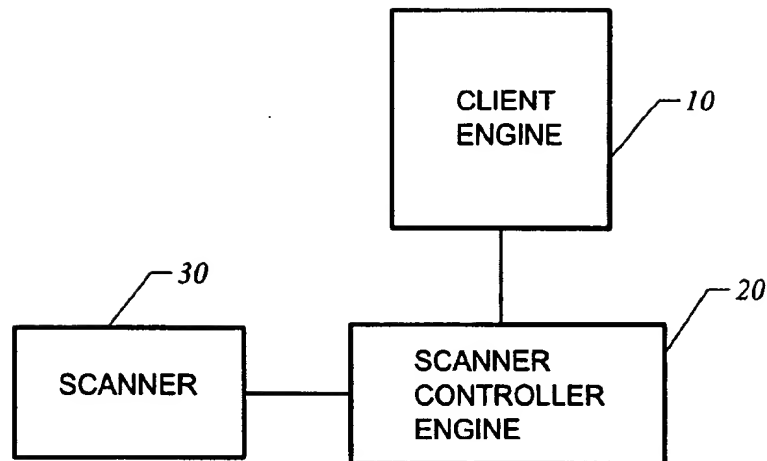 CLIENT
ENGINE
10
30
20
SCANNER
SCANNER
CONTROLLER
ENGINE